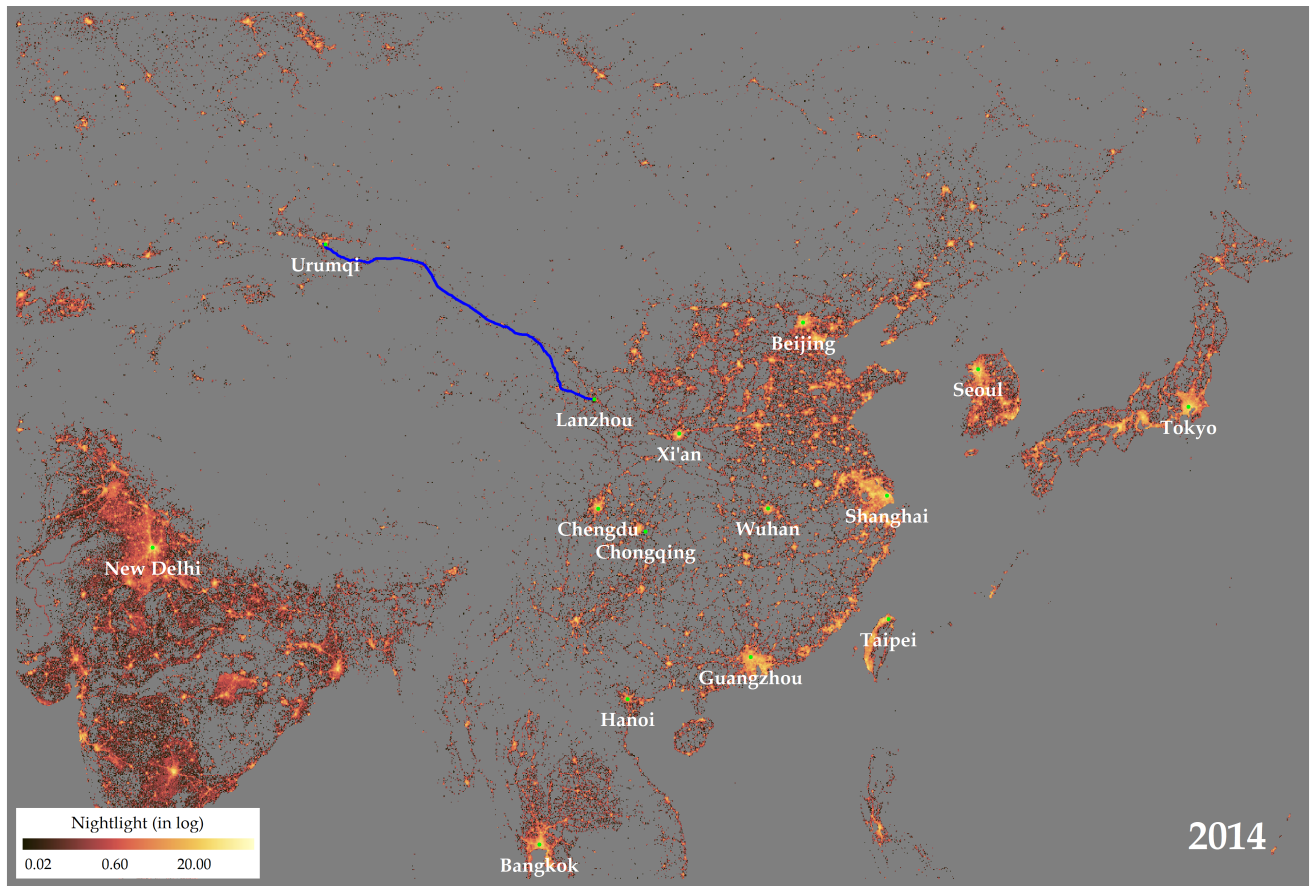 Urumqi
Beijing
Seoul
Lanzhou
Tokyo
Xi'an
Shanghai
Chengdu
Wuhan
Chongqing
New Delhi
Taipei
Guangzhou
Hanoi
Nightlight (in log)
0.02 0.60 20.00
2014
Bangkok